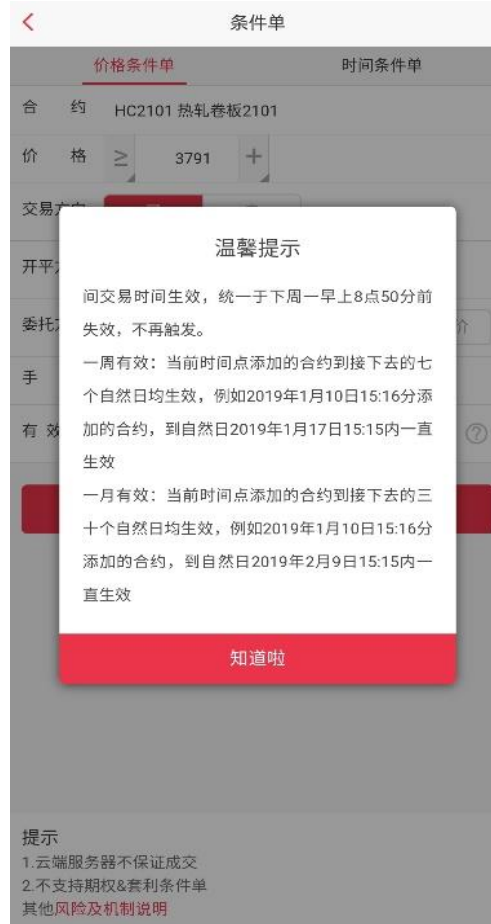 条件单
价格条件单 时间条件单
合 约 HC2101 热轧卷板2101
价 格 ≥ 3791 +
交易
温馨提示
开平
间交易时间生效，统一于下周一早上8点50分前
委托
失效，不再触发。
一周有效：当前时间点添加的合约到接下去的七
手
个自然日均生效，例如2019年1月10日15:16分添
有 效
加的合约，到自然日2019年1月17日15:15内一直
生效
一月有效：当前时间点添加的合约到接下去的三
十个自然日均生效，例如2019年1月10日15:16分
添加的合约，到自然日2019年2月9日15:15内一
直生效
知道啦
提示
1.云端服务器不保证成交
2.不支持期权&套利条件单
其他风险及机制说明